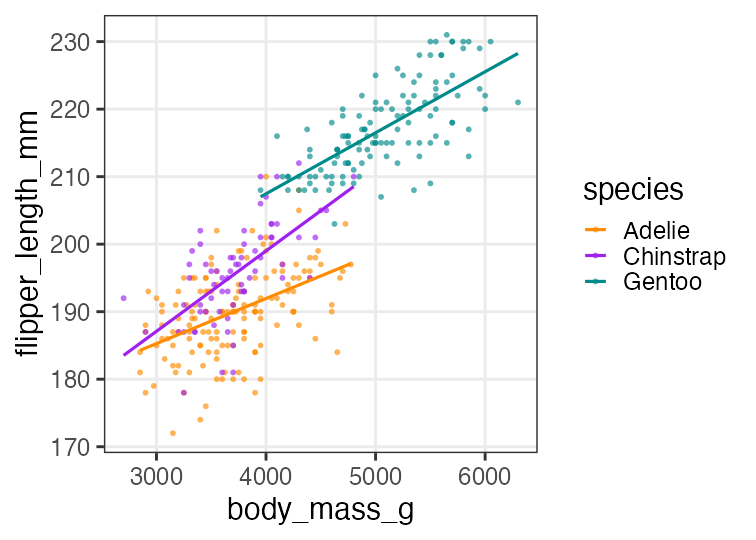 230
220
210
200
190
180
170
flipper_length_mm
3000 4000 5000 6000
body_mass_g
species
Adelie
Chinstrap
Gentoo